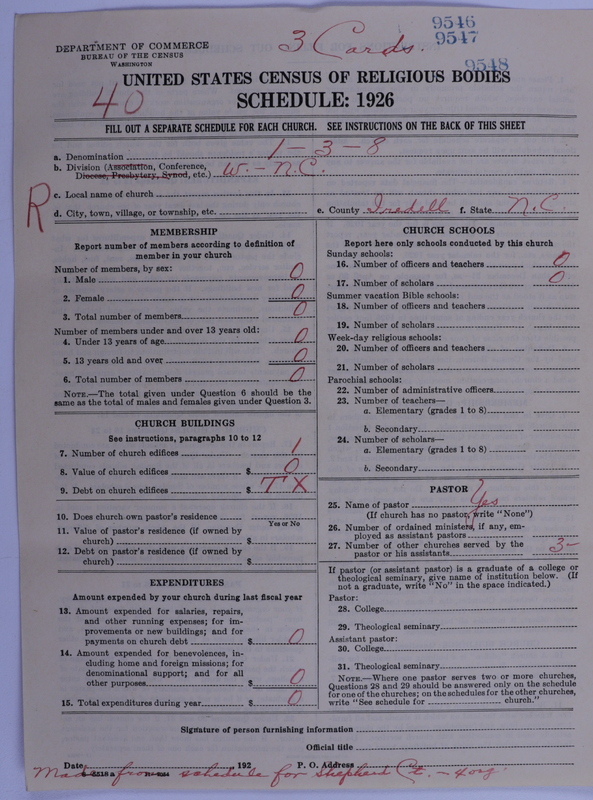 3 Cards.
9546
9547
9548
DEPARTMENT OF COMMERCE
BUREAU OF THE CENSUS
WASHINGTON
UNITED STATES CENSUS OF RELIGIOUS BODIES
40
SCHEDULE: 1926
FILL OUT A SEPARATE SCHEDULE FOR EACH CHURCH. SEE INSTRUCTIONS ON THE BACK OF THIS SHEET
a. Denomination 1-3-8
b. Division (Association, Conference, Diocese, Presbytery, Synod, etc.) W.-N.C.
R
c. Local name of church
d. City, town, village, or township, etc. e. County Iredell f. State N.C.
MEMBERSHIP
Report number of members according to definition of
member in your church
Number of members, by sex:
1. Male 0
2. Female 0
3. Total number of members 0
Number of members under and over 13 years old:
4. Under 13 years of age 0
5. 13 years old and over 0
6. Total number of members 0
NOTE.—The total given under Question 6 should be
same as the total of males and females given under Question 3.
CHURCH BUILDINGS
See instructions, paragraphs 10 to 12
7. Number of church edifices 1
8. Value of church edifices $ 0
9. Debt on church edifices $ TX
10. Does church own pastor's residence
Yes or No
11. Value of pastor's residence (if owned by
church) $
12. Debt on pastor's residence (if owned by
church) $
EXPENDITURES
Amount expended by your church during last fiscal year
13. Amount expended for salaries, repairs,
and other running expenses; for im-
provements or new buildings; and for
payments on church debt $ 0
14. Amount expended for benevolences, in-
cluding home and foreign missions; for
denominational support; and for all
other purposes $ 0
15. Total expenditures during year $ 0
CHURCH SCHOOLS
Report here only schools conducted by this church
Sunday schools:
16. Number of officers and teachers 0
17. Number of scholars 0
Summer vacation Bible schools:
18. Number of officers and teachers
19. Number of scholars
Week-day religious schools:
20. Number of officers and teachers
21. Number of scholars
Parochial schools:
22. Number of administrative officers
23. Number of teachers—
a. Elementary (grades 1 to 8)
b. Secondary
24. Number of scholars—
a. Elementary (grades 1 to 8)
b. Secondary
PASTOR
25. Name of pastor Yes
(If church has no pastor, write "None")
26. Number of ordained ministers, if any, em-
ployed as assistant pastors
27. Number of other churches served by the
pastor or his assistants 3-
If pastor (or assistant pastor) is a graduate of a college or
theological seminary, give name of institution below. (If
not a graduate, write "No" in the space indicated.)
Pastor:
28. College
29. Theological seminary
Assistant pastor:
30. College
31. Theological seminary
NOTE.—Where one pastor serves two or more churches,
Questions 28 and 29 should be answered only on the schedule
for one of the churches; on the schedules for the other churches,
write "See schedule for church."
Signature of person furnishing information
Official title
Date , 192 P. O. Address
Made from schedule for Shepherd Ct. - 4 org.